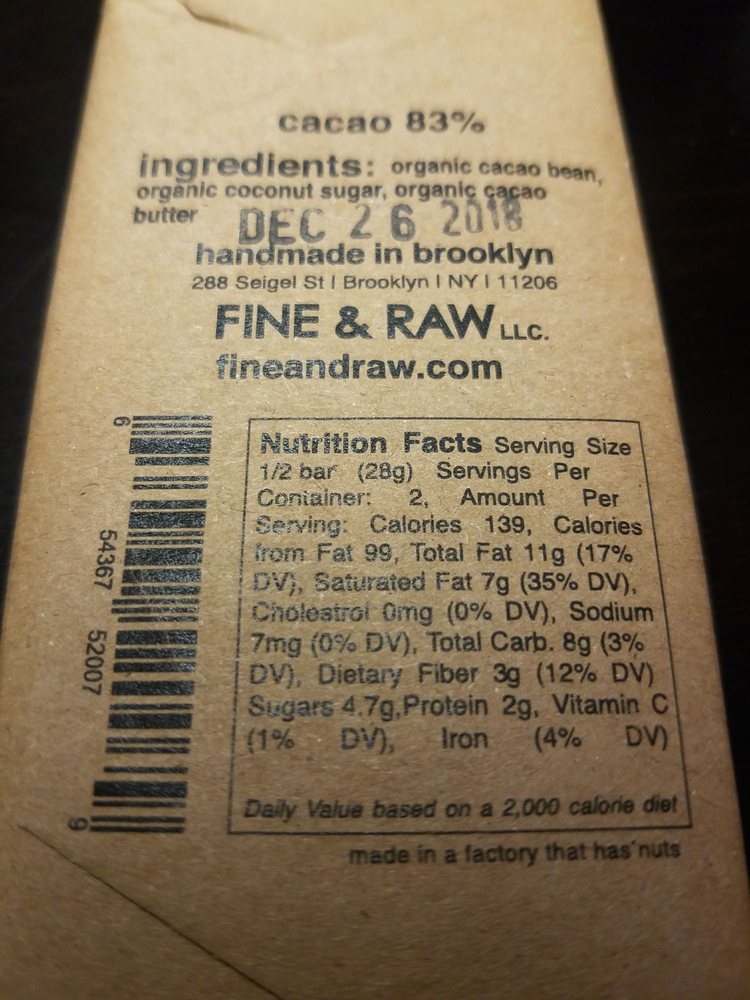 cacao 83%
ingredients: organic cacao bean,
organic coconut sugar, organic cacao
butter
DEC 26 2018
handmade in brooklyn
288 Seigel St | Brooklyn | NY | 11206
FINE & RAW LLC.
fineandraw.com
6 54367 52007 9
Nutrition Facts Serving Size
1/2 bar (28g) Servings Per
Container: 2, Amount Per
Serving: Calories 139, Calories
from Fat 99, Total Fat 11g (17%
DV), Saturated Fat 7g (35% DV),
Cholestrol 0mg (0% DV), Sodium
7mg (0% DV), Total Carb. 8g (3%
DV), Dietary Fiber 3g (12% DV)
Sugars 4.7g,Protein 2g, Vitamin C
(1% DV), Iron (4% DV)
Daily Value based on a 2,000 calorie diet
made in a factory that has nuts